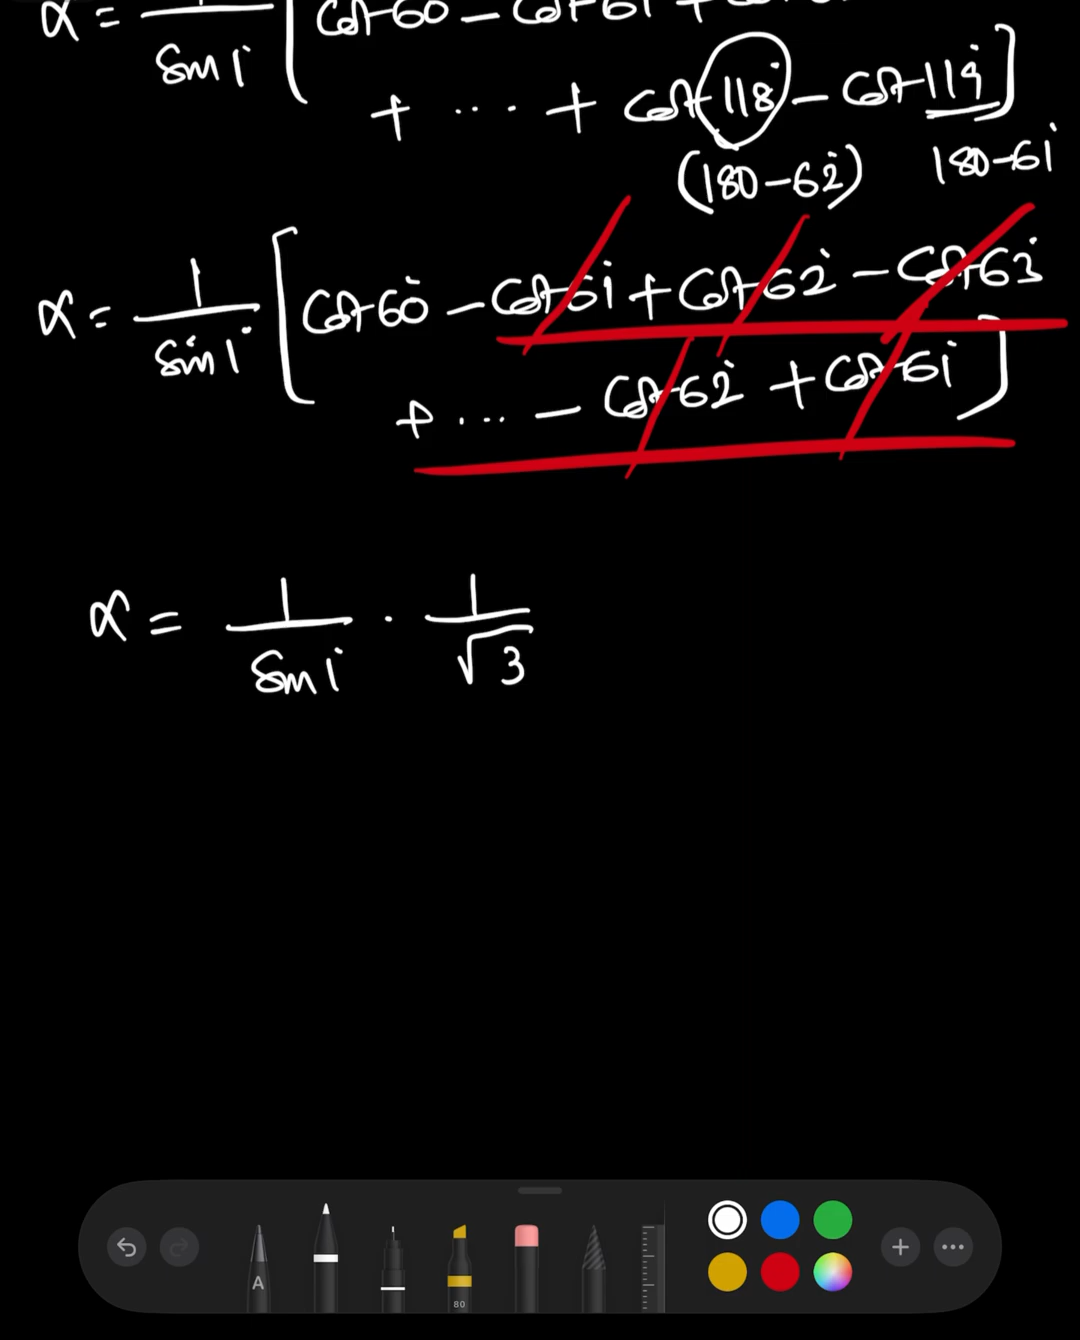 α = 1/sin1° [cot60 − cot61 +
+ .... + cot118° − cot119°]
(180−62°) 180−61°
α = 1/sin1° [cot60° − cot61° + cot62° − cot63°
+ ... − cot62° + cot61°]
α = 1/sin1° · 1/√3
A
80